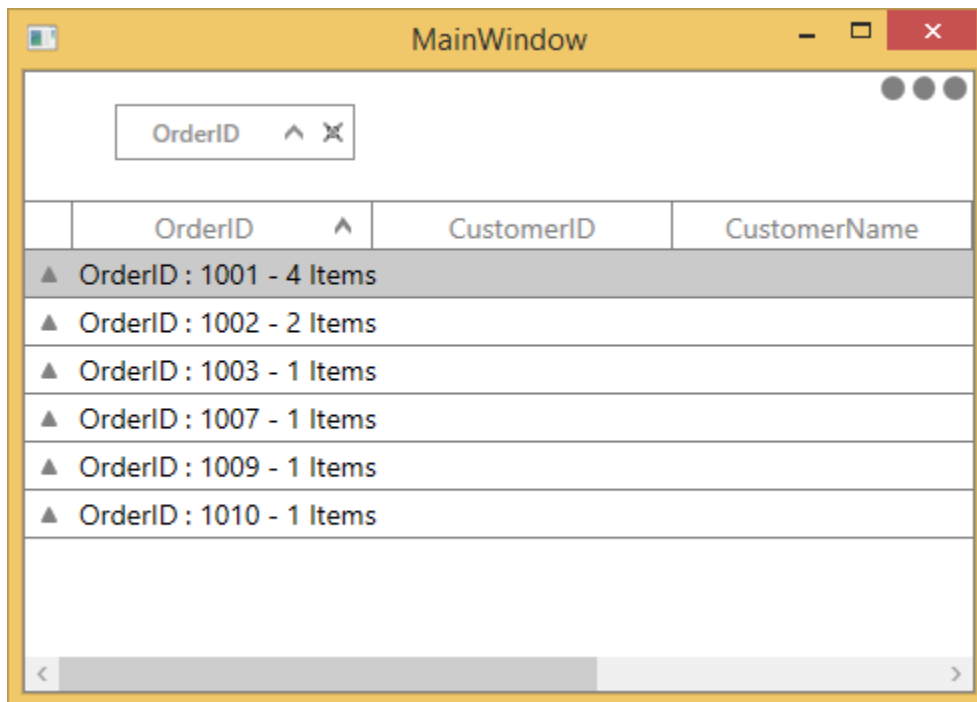 MainWindow
OrderID
OrderID CustomerID CustomerName
OrderID : 1001 - 4 Items
OrderID : 1002 - 2 Items
OrderID : 1003 - 1 Items
OrderID : 1007 - 1 Items
OrderID : 1009 - 1 Items
OrderID : 1010 - 1 Items